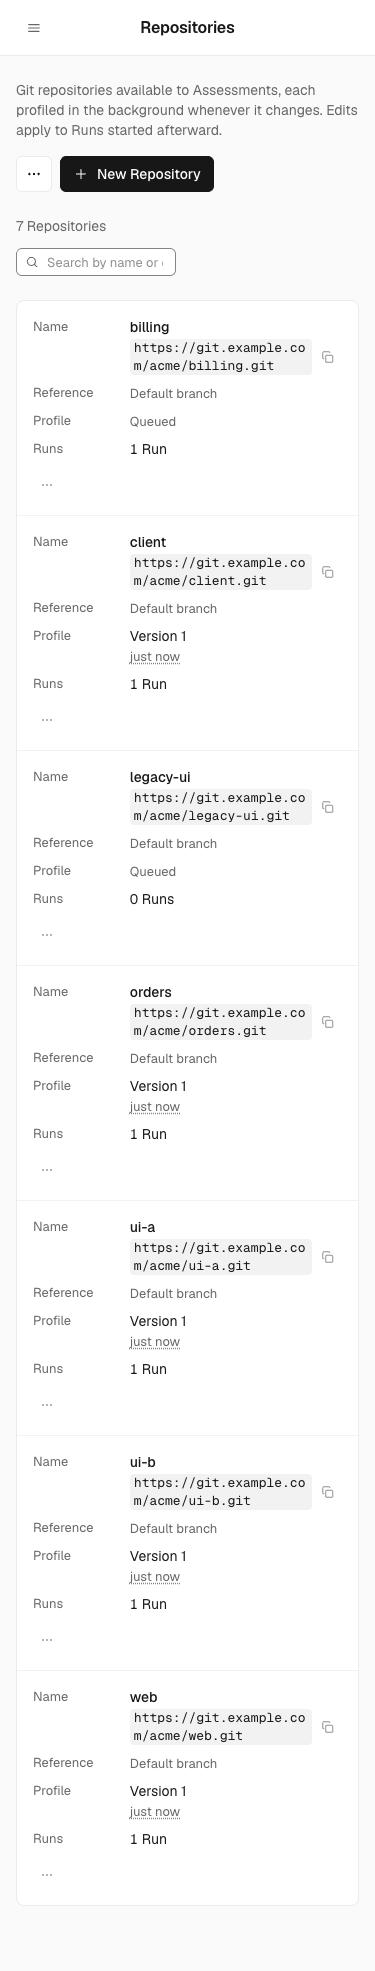 Repositories
Git repositories available to Assessments, each
profiled in the background whenever it changes. Edits
apply to Runs started afterward.
... + New Repository
7 Repositories
Search by name or
Name billing
https://git.example.co
m/acme/billing.git
Reference Default branch
Profile Queued
Runs 1 Run
...
Name client
https://git.example.co
m/acme/client.git
Reference Default branch
Profile Version 1
just now
Runs 1 Run
...
Name legacy-ui
https://git.example.co
m/acme/legacy-ui.git
Reference Default branch
Profile Queued
Runs 0 Runs
...
Name orders
https://git.example.co
m/acme/orders.git
Reference Default branch
Profile Version 1
just now
Runs 1 Run
...
Name ui-a
https://git.example.co
m/acme/ui-a.git
Reference Default branch
Profile Version 1
just now
Runs 1 Run
...
Name ui-b
https://git.example.co
m/acme/ui-b.git
Reference Default branch
Profile Version 1
just now
Runs 1 Run
...
Name web
https://git.example.co
m/acme/web.git
Reference Default branch
Profile Version 1
just now
Runs 1 Run
...